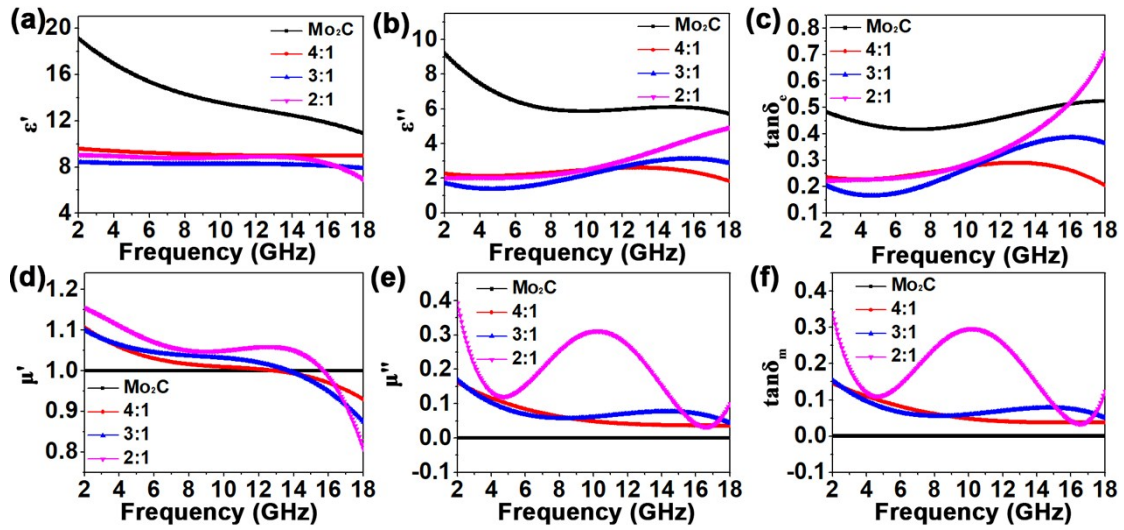 (a)
20
16
12
8
4
ε'
Mo₂C
4:1
3:1
2:1
2 4 6 8 10 12 14 16 18
Frequency (GHz)
(b)
10
8
6
4
2
0
ε''
Mo₂C
4:1
3:1
2:1
2 4 6 8 10 12 14 16 18
Frequency (GHz)
(c)
0.8
0.7
0.6
0.5
0.4
0.3
0.2
0.1
tanδe
Mo₂C
4:1
3:1
2:1
2 4 6 8 10 12 14 16 18
Frequency (GHz)
(d)
1.2
1.1
1.0
0.9
0.8
μ'
Mo₂C
4:1
3:1
2:1
2 4 6 8 10 12 14 16 18
Frequency (GHz)
(e)
0.4
0.3
0.2
0.1
0.0
-0.1
μ''
Mo₂C
4:1
3:1
2:1
2 4 6 8 10 12 14 16 18
Frequency (GHz)
(f)
0.4
0.3
0.2
0.1
0.0
-0.1
tanδm
Mo₂C
4:1
3:1
2:1
2 4 6 8 10 12 14 16 18
Frequency (GHz)